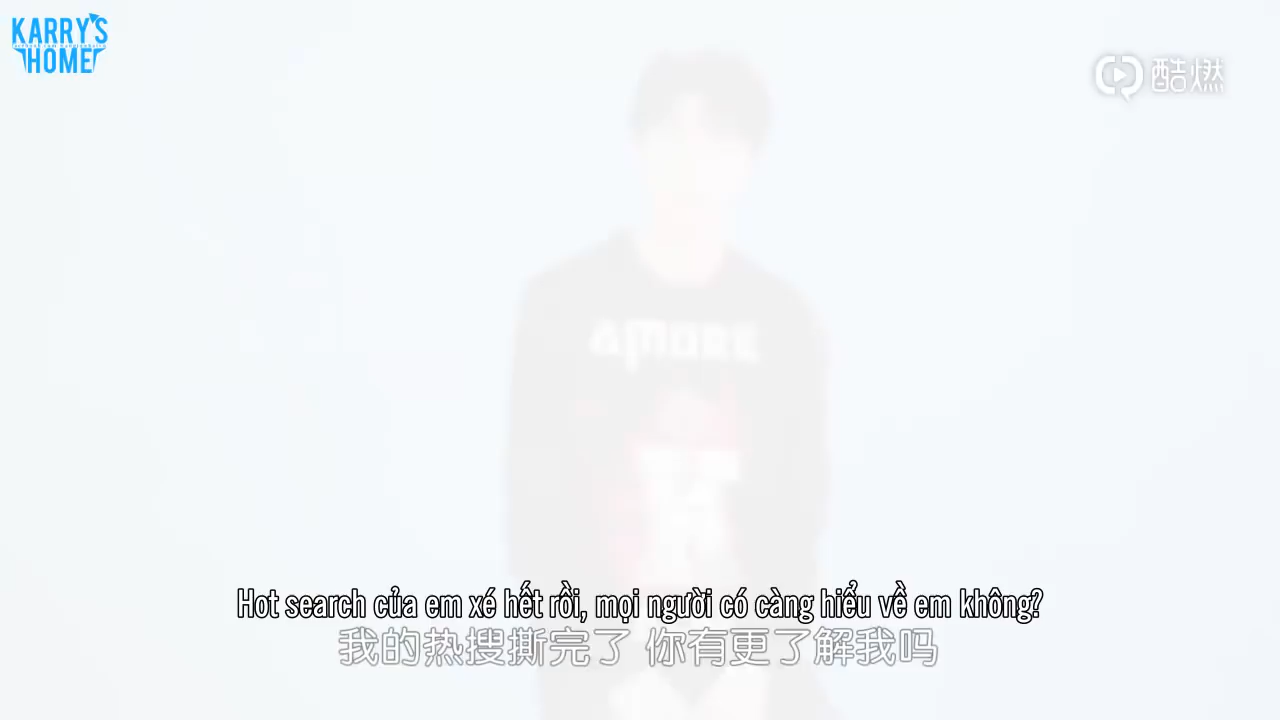 KARRY'S
HOME
酷燃
AMORE
Hot search của em xé hết rồi, mọi người có càng hiểu về em không?
我的热搜撕完了 你有更了解我吗